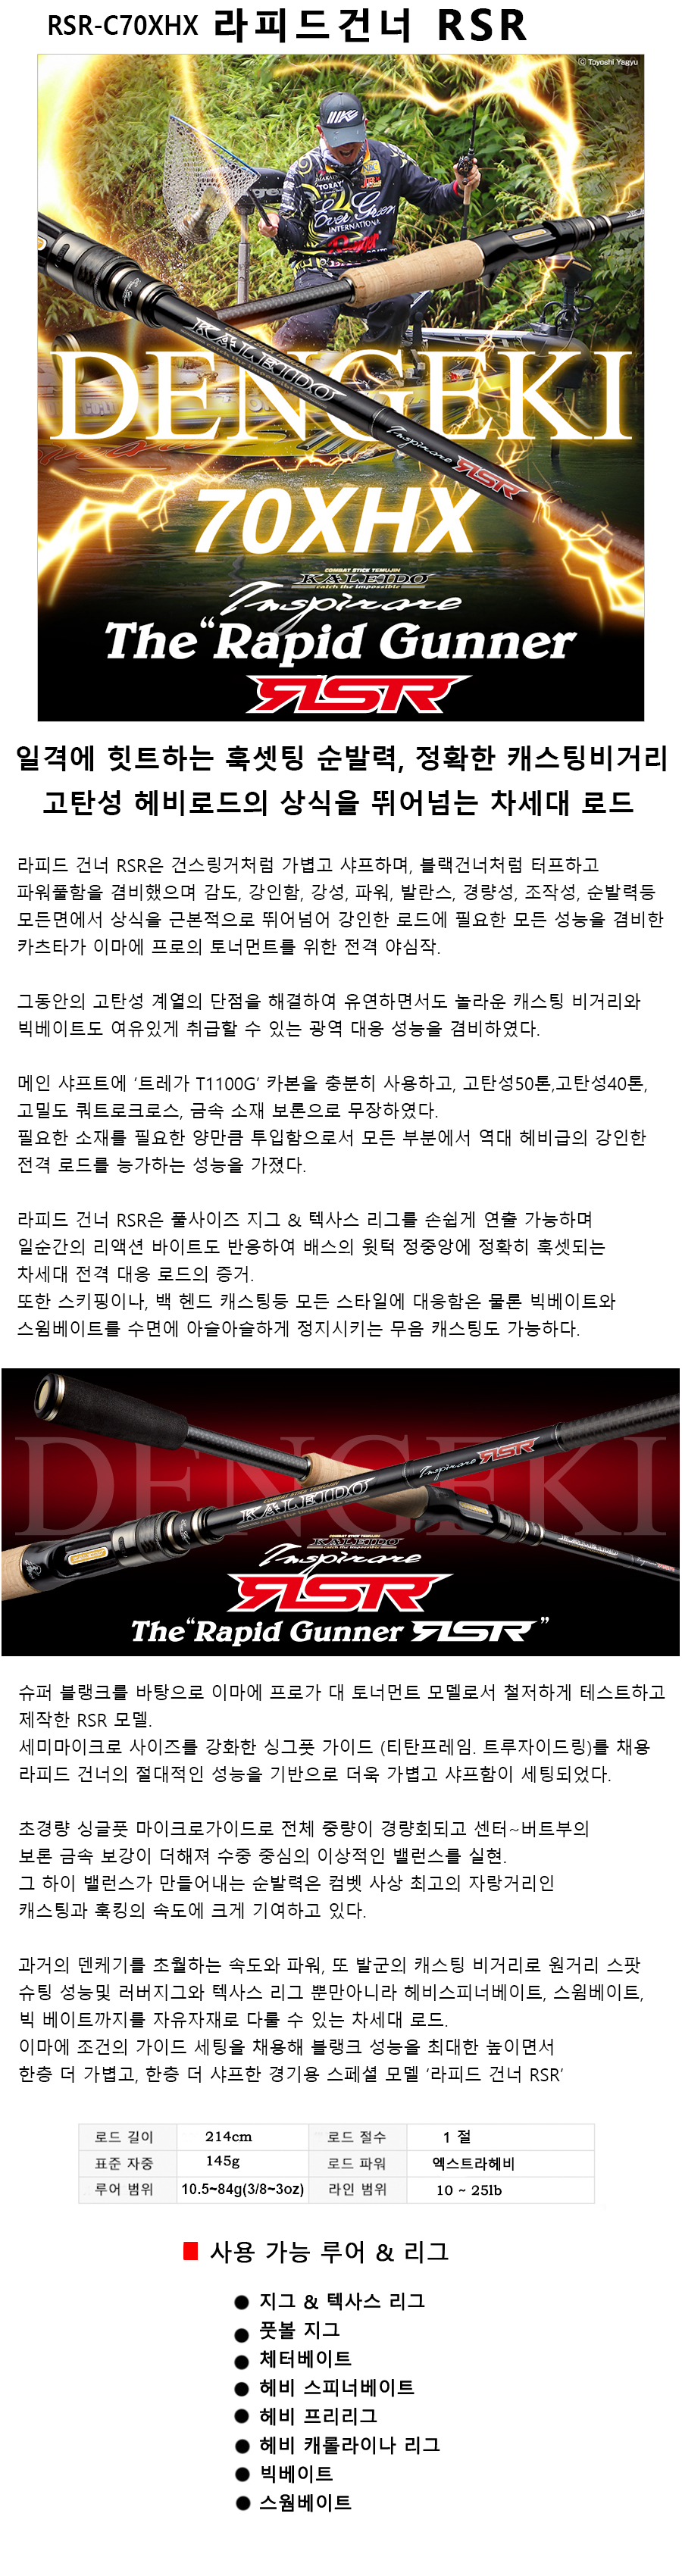 RSR-C70XHX 라피드건너 RSR
© Toyoshi Yagyu
DENGEKI
70XHX
COMBAT STICK TEMUJIN
KALEIDO
catch the impossible
Inspirare
The “Rapid Gunner
RSR
일격에 힛트하는 훅셋팅 순발력, 정확한 캐스팅비거리
고탄성 헤비로드의 상식을 뛰어넘는 차세대 로드
라피드 건너 RSR은 건스링거처럼 가볍고 샤프하며, 블랙건너처럼 터프하고
파워풀함을 겸비했으며 감도, 강인함, 강성, 파워, 발란스, 경량성, 조작성, 순발력등
모든면에서 상식을 근본적으로 뛰어넘어 강인한 로드에 필요한 모든 성능을 겸비한
카츠타가 이마에 프로의 토너먼트를 위한 전격 야심작.
그동안의 고탄성 계열의 단점을 해결하여 유연하면서도 놀라운 캐스팅 비거리와
빅베이트도 여유있게 취급할 수 있는 광역 대응 성능을 겸비하였다.
메인 샤프트에 ‘트레가 T1100G’ 카본을 충분히 사용하고, 고탄성50톤,고탄성40톤,
고밀도 쿼트로크로스, 금속 소재 보론으로 무장하였다.
필요한 소재를 필요한 양만큼 투입함으로서 모든 부분에서 역대 헤비급의 강인한
전격 로드를 능가하는 성능을 가졌다.
라피드 건너 RSR은 풀사이즈 지그 & 텍사스 리그를 손쉽게 연출 가능하며
일순간의 리액션 바이트도 반응하여 배스의 윗턱 정중앙에 정확히 훅셋되는
차세대 전격 대응 로드의 증거.
또한 스키핑이나, 백 헨드 캐스팅등 모든 스타일에 대응함은 물론 빅베이트와
스윔베이트를 수면에 아슬아슬하게 정지시키는 무음 캐스팅도 가능하다.
DENGEKI
KALEIDO
Inspirare RSR
COMBAT STICK TEMUJIN
KALEIDO
catch the impossible
Inspirare
RSR
The “Rapid Gunner RSR”
슈퍼 블랭크를 바탕으로 이마에 프로가 대 토너먼트 모델로서 철저하게 테스트하고
제작한 RSR 모델.
세미마이크로 사이즈를 강화한 싱그풋 가이드 (티탄프레임. 트루자이드링)를 채용
라피드 건너의 절대적인 성능을 기반으로 더욱 가볍고 샤프함이 세팅되었다.
초경량 싱글풋 마이크로가이드로 전체 중량이 경량회되고 센터~버트부의
보론 금속 보강이 더해져 수중 중심의 이상적인 밸런스를 실현.
그 하이 밸런스가 만들어내는 순발력은 컴벳 사상 최고의 자랑거리인
캐스팅과 훅킹의 속도에 크게 기여하고 있다.
과거의 덴케기를 초월하는 속도와 파워, 또 발군의 캐스팅 비거리로 원거리 스팟
슈팅 성능및 러버지그와 텍사스 리그 뿐만아니라 헤비스피너베이트, 스윔베이트,
빅 베이트까지를 자유자재로 다룰 수 있는 차세대 로드.
이마에 조건의 가이드 세팅을 채용해 블랭크 성능을 최대한 높이면서
한층 더 가볍고, 한층 더 샤프한 경기용 스페셜 모델 ‘라피드 건너 RSR’
로드 길이 214cm 로드 절수 1 절
표준 자중 145g 로드 파워 엑스트라헤비
루어 범위 10.5~84g(3/8~3oz) 라인 범위 10 ~ 25lb
사용 가능 루어 & 리그
● 지그 & 텍사스 리그
● 풋볼 지그
● 체터베이트
● 헤비 스피너베이트
● 헤비 프리리그
● 헤비 캐롤라이나 리그
● 빅베이트
● 스웜베이트